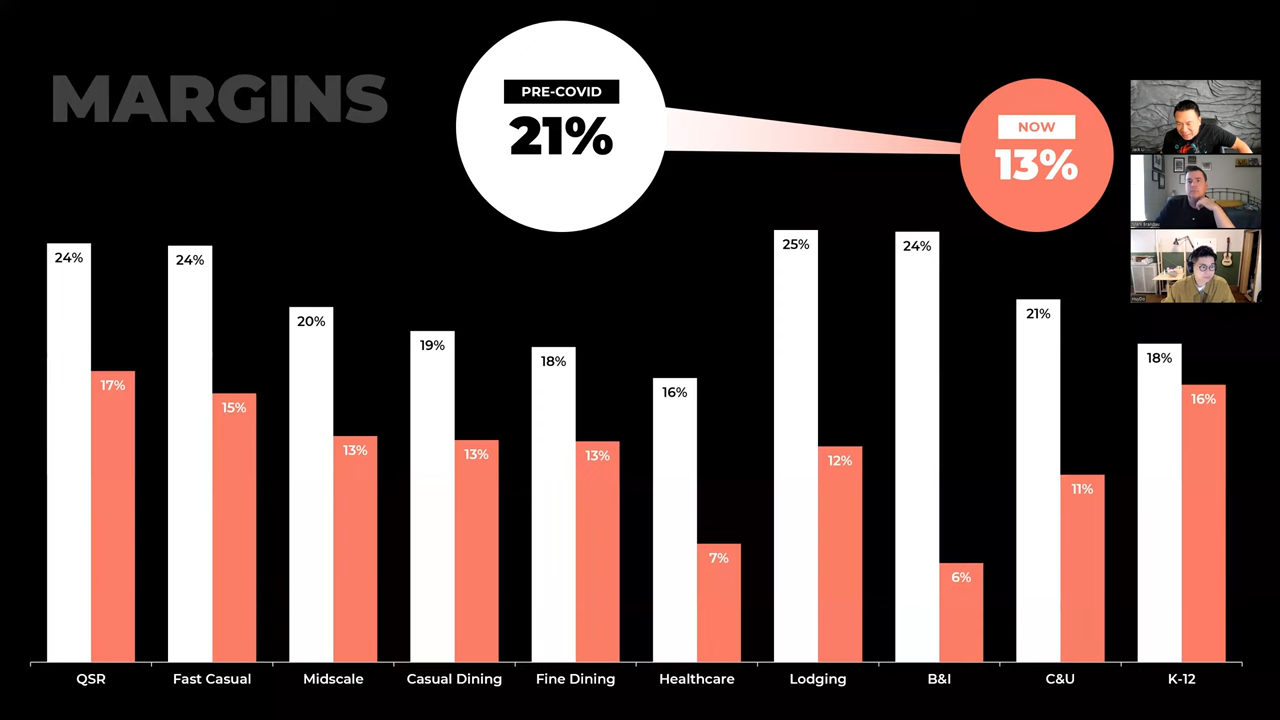 MARGINS
PRE-COVID
21%
NOW
13%
24%
17%
24%
15%
20%
13%
19%
13%
18%
13%
16%
7%
25%
12%
24%
6%
21%
11%
18%
16%
QSR
Fast Casual
Midscale
Casual Dining
Fine Dining
Healthcare
Lodging
B&I
C&U
K-12